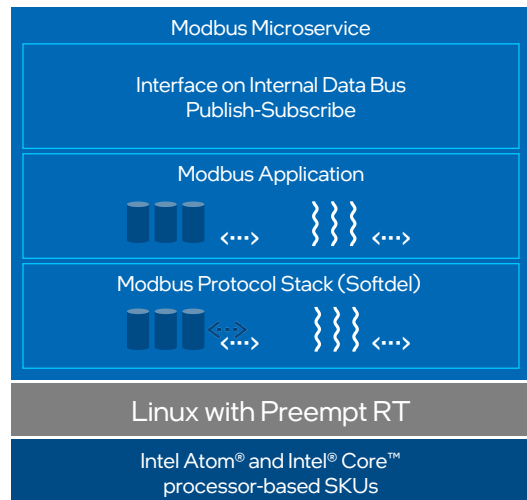 Modbus Microservice
Interface on Internal Data Bus
Publish-Subscribe
Modbus Application
Modbus Protocol Stack (Softdel)
Linux with Preempt RT
Intel Atom® and Intel® Core™
processor-based SKUs